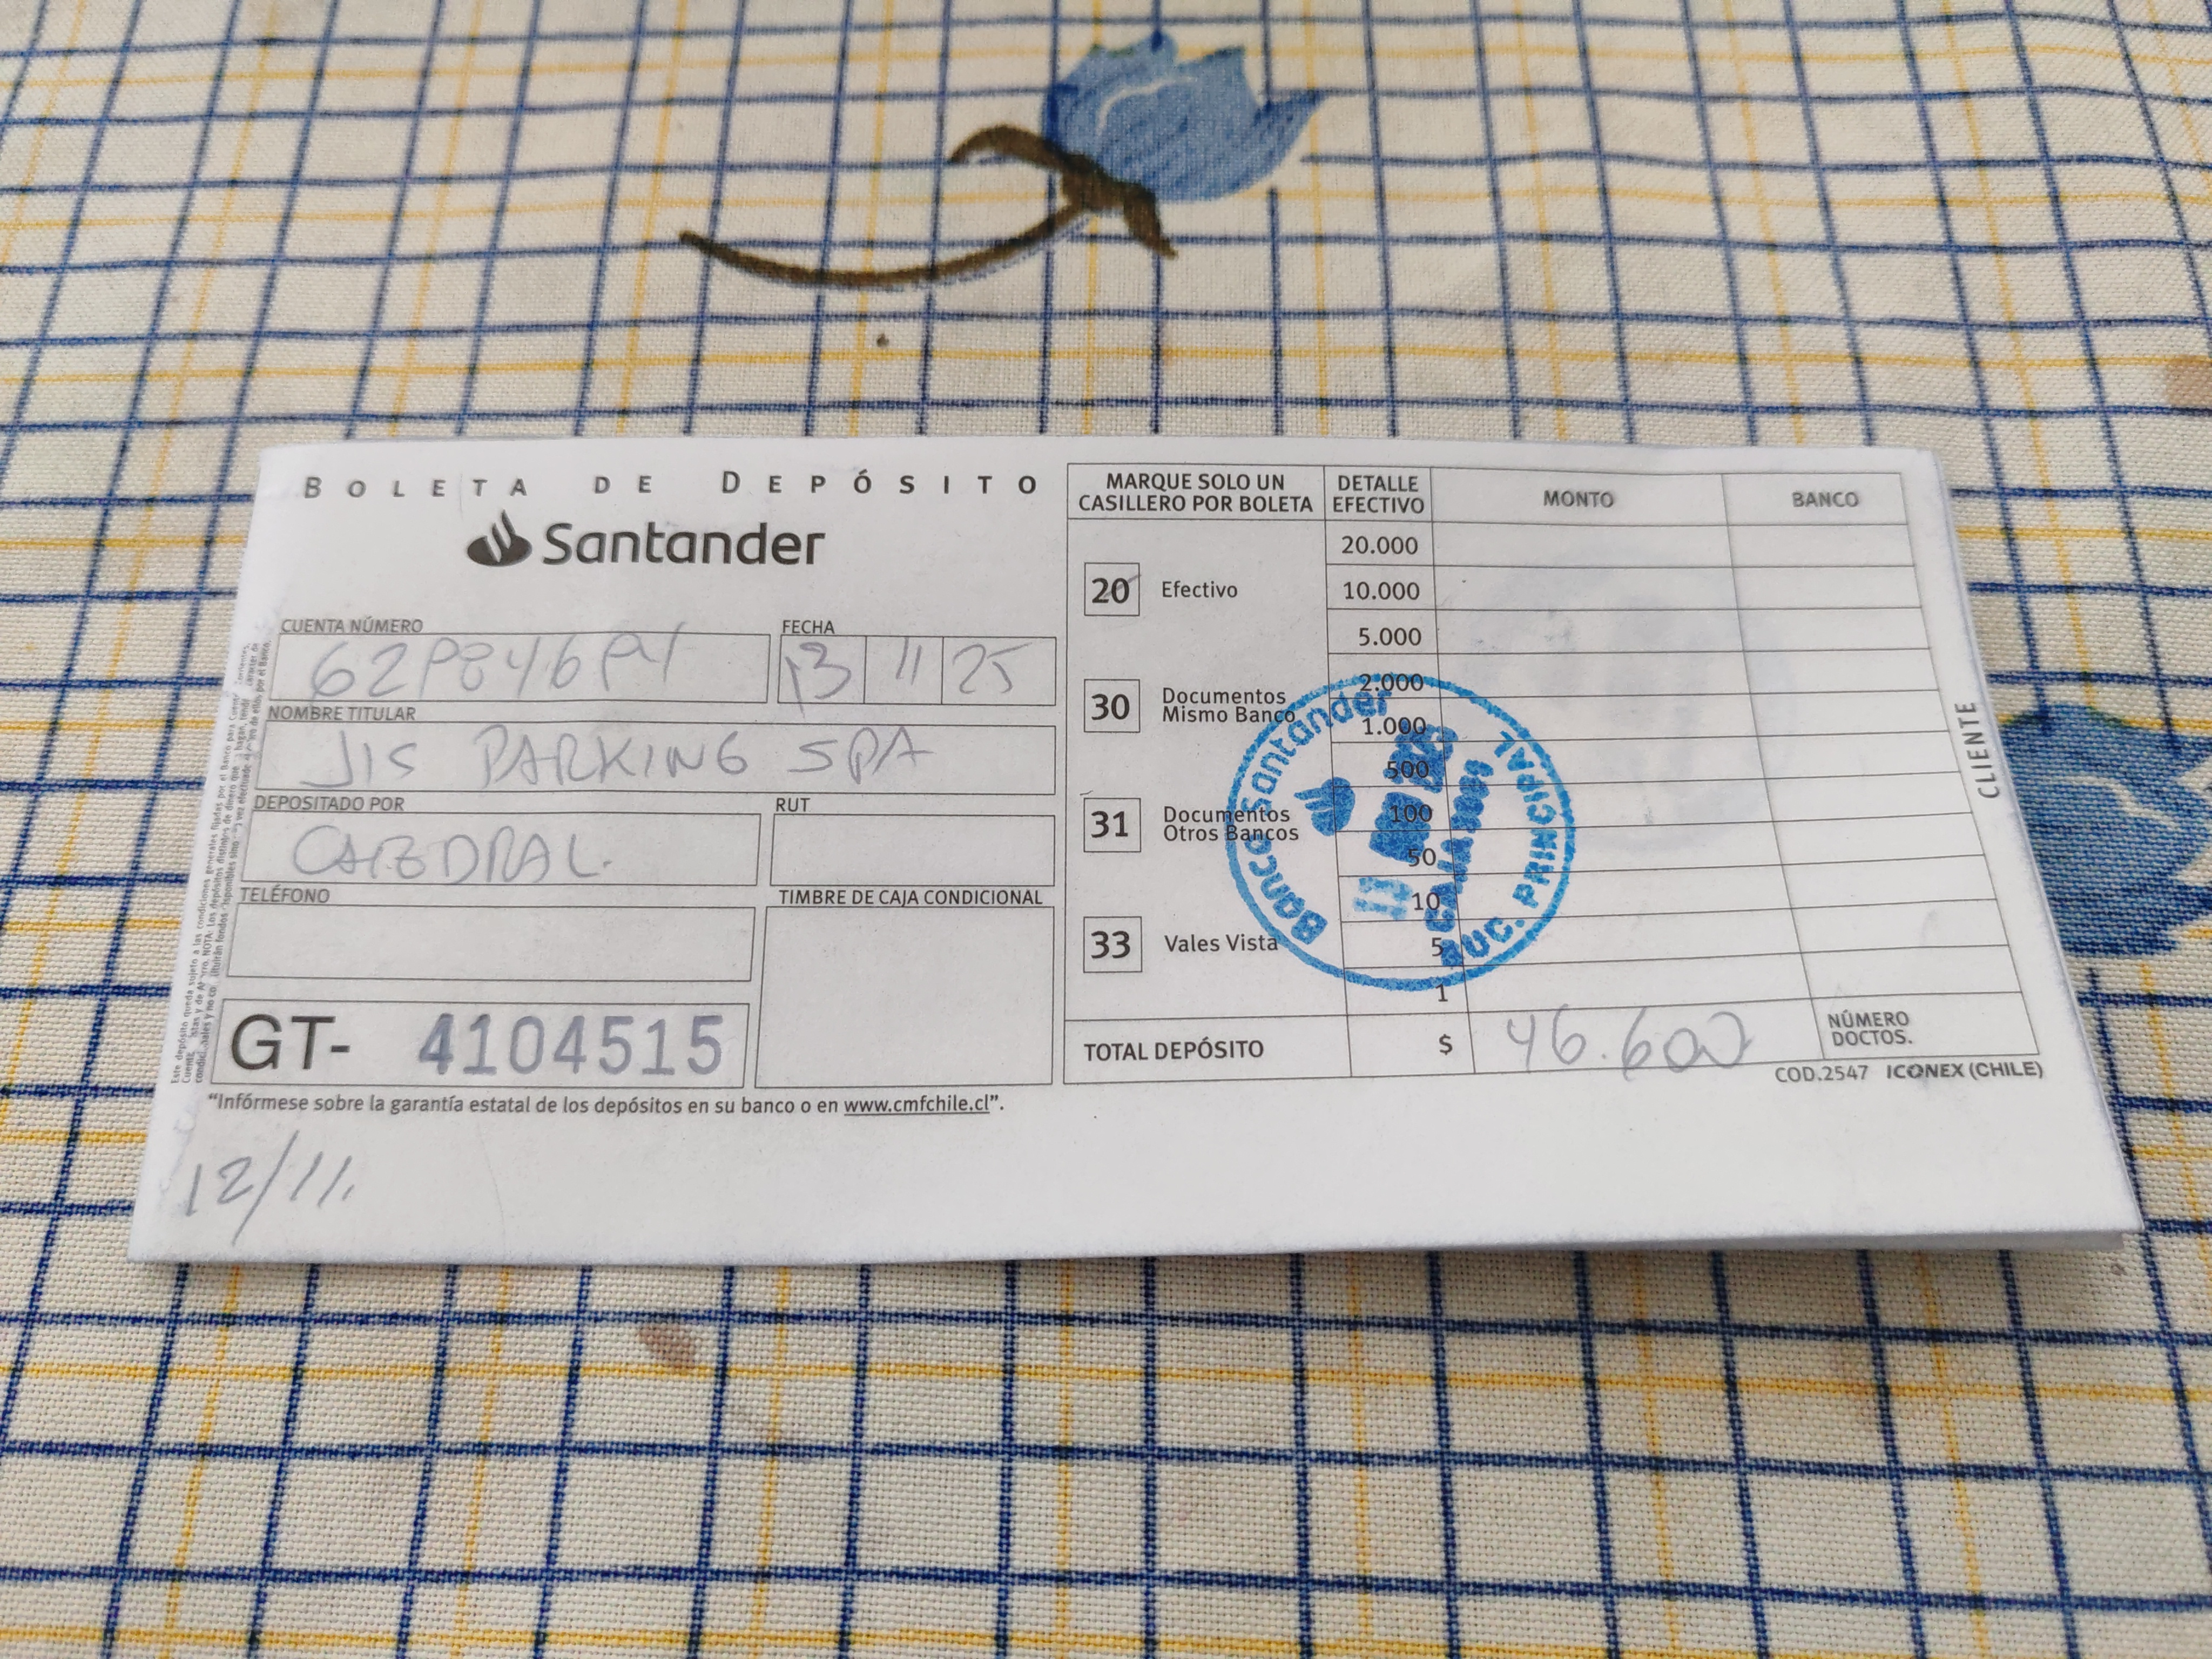 BOLETA DE DEPÓSITO
Santander
CUENTA NÚMERO
FECHA
13 11 25
NOMBRE TITULAR
JIS PARKING SPA
DEPOSITADO POR
RUT
CATEDRAL.
TELÉFONO
TIMBRE DE CAJA CONDICIONAL
GT- 4104515
"Infórmese sobre la garantía estatal de los depósitos en su banco o en www.cmfchile.cl".
12/11.
MARQUE SOLO UN
CASILLERO POR BOLETA
DETALLE
EFECTIVO
MONTO
BANCO
20 Efectivo
30 Documentos
Mismo Banco
31 Documentos
Otros Bancos
33 Vales Vista
20.000
10.000
5.000
2.000
1.000
500
100
50
10
5
1
Banco Santander
SUC. PRINCIPAL
TOTAL DEPÓSITO $ 46.600
NÚMERO
DOCTOS.
COD.2547 ICONEX (CHILE)
CLIENTE